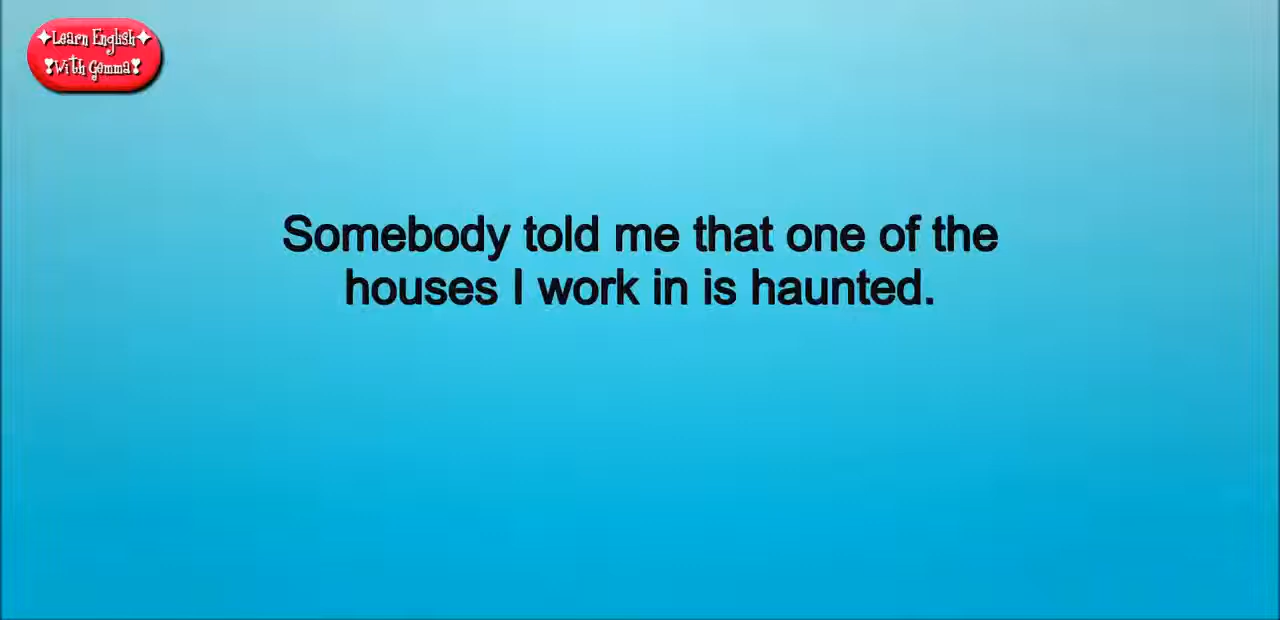 Learn English
With Gemma
Somebody told me that one of the
houses I work in is haunted.